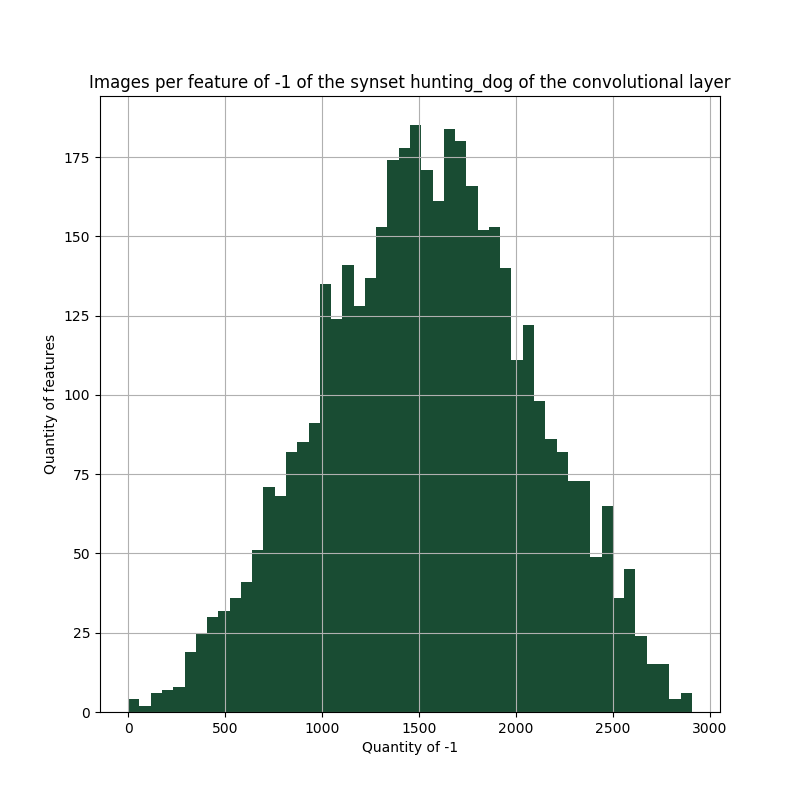 Images per feature of -1 of the synset hunting_dog of the convolutional layer
175
150
125
100
75
50
25
0
Quantity of features
0 500 1000 1500 2000 2500 3000
Quantity of -1